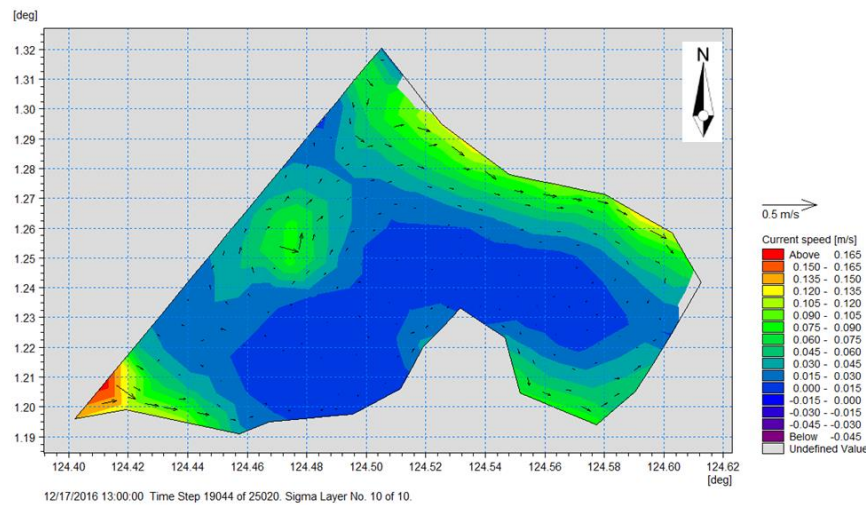 [deg]
1.32
1.31
1.30
1.29
1.28
1.27
1.26
1.25
1.24
1.23
1.22
1.21
1.20
1.19
124.40 124.42 124.44 124.46 124.48 124.50 124.52 124.54 124.56 124.58 124.60 124.62
[deg]
N
0.5 m/s
Current speed [m/s]
Above 0.165
0.150 - 0.165
0.135 - 0.150
0.120 - 0.135
0.105 - 0.120
0.090 - 0.105
0.075 - 0.090
0.060 - 0.075
0.045 - 0.060
0.030 - 0.045
0.015 - 0.030
0.000 - 0.015
-0.015 - 0.000
-0.030 - -0.015
-0.045 - -0.030
Below -0.045
Undefined Value
12/17/2016 13:00:00 Time Step 19044 of 25020. Sigma Layer No. 10 of 10.